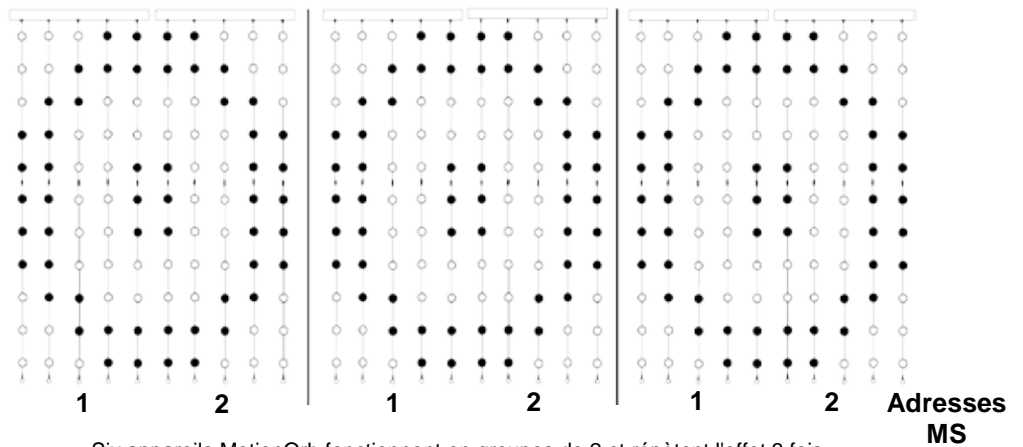 1 2 1 2 1 2 Adresses
MS
Six appareils MotionOrb fonctionnent en groupes de 2 et répètent l'effet 3 fois